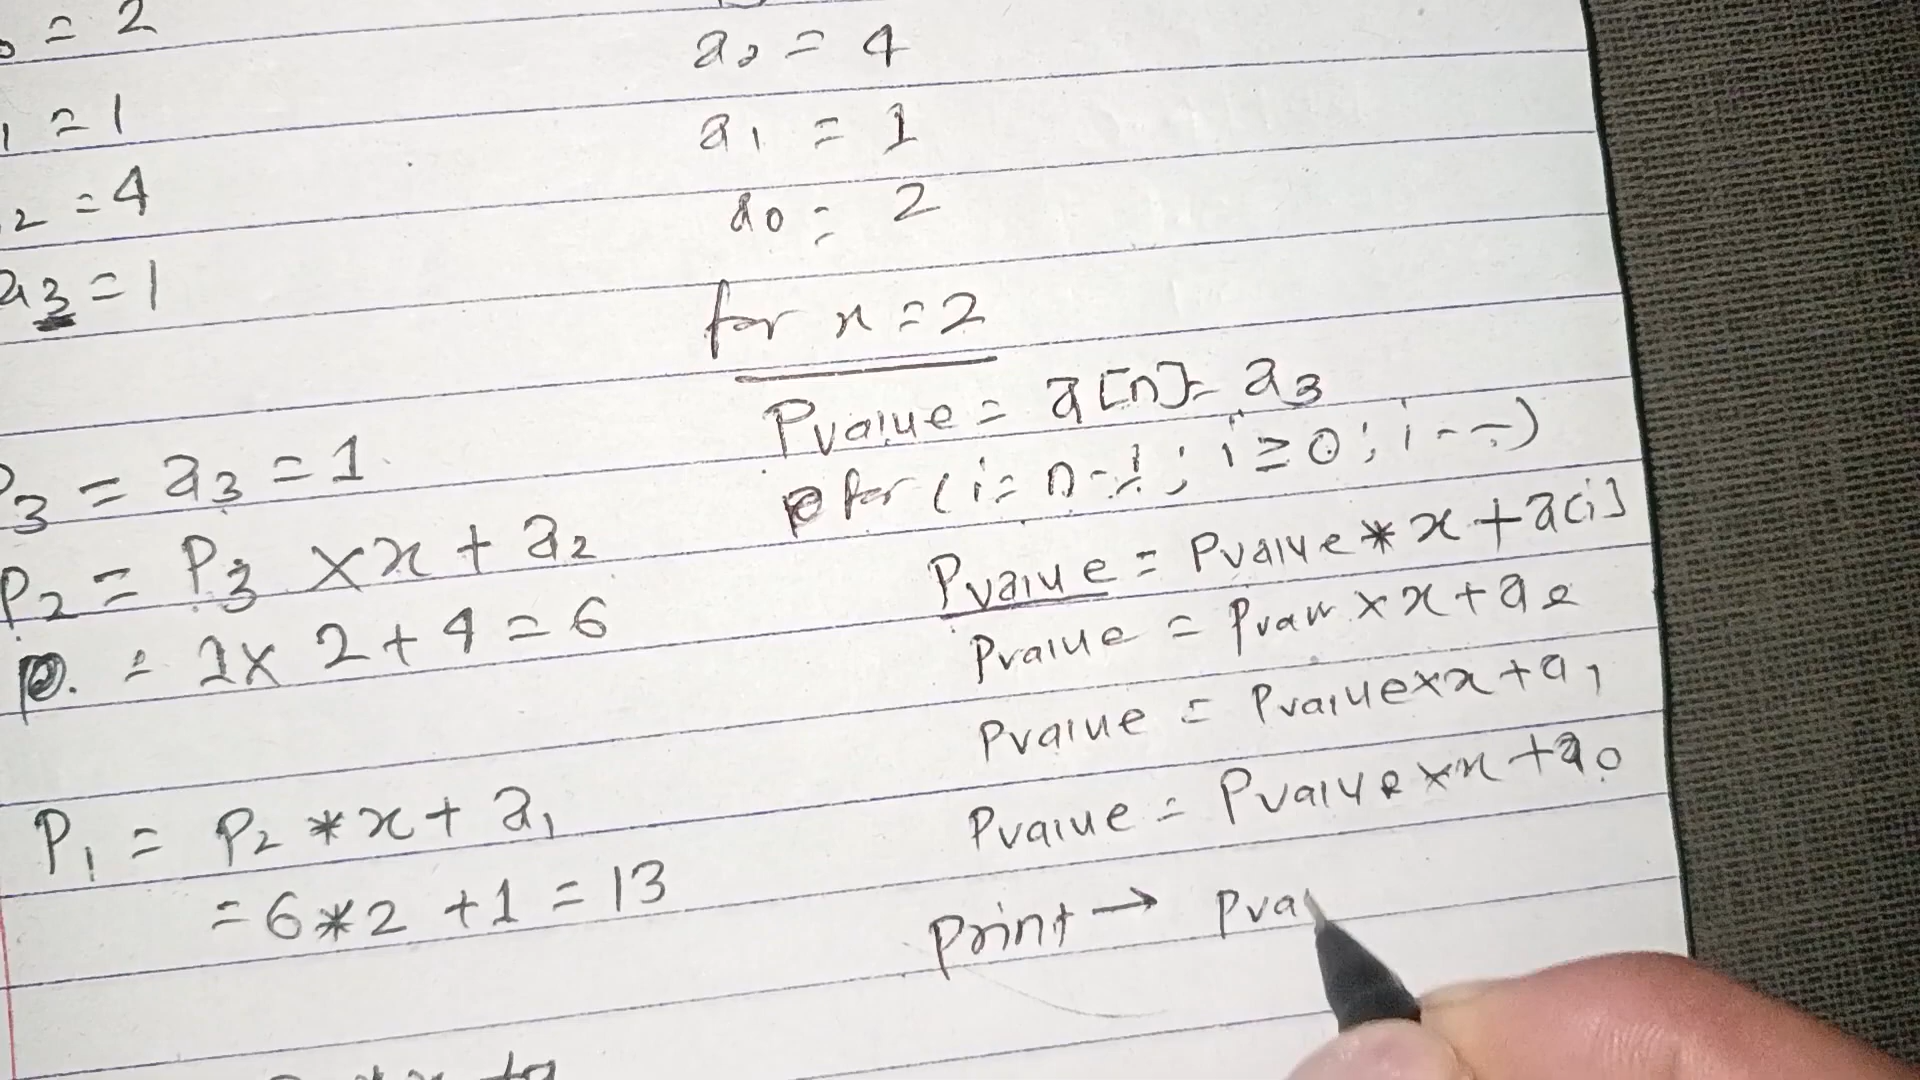 = 2
1 = 1
2 = 4
a3 = 1
P3 = a3 = 1
P2 = P3 × x + a2
= 1 × 2 + 4 = 6
P1 = P2 * x + a1
= 6 * 2 + 1 = 13
a2 = 4
a1 = 1
a0 = 2
for x = 2
Pvalue = a[n] = a3
for (i = n-1; i ≥ 0; i--)
Pvalue = Pvalue * x + a[i]
Pvalue = Pvalue × x + a2
Pvalue = Pvalue × x + a1
Pvalue = Pvalue × x + a0
Print → Pva